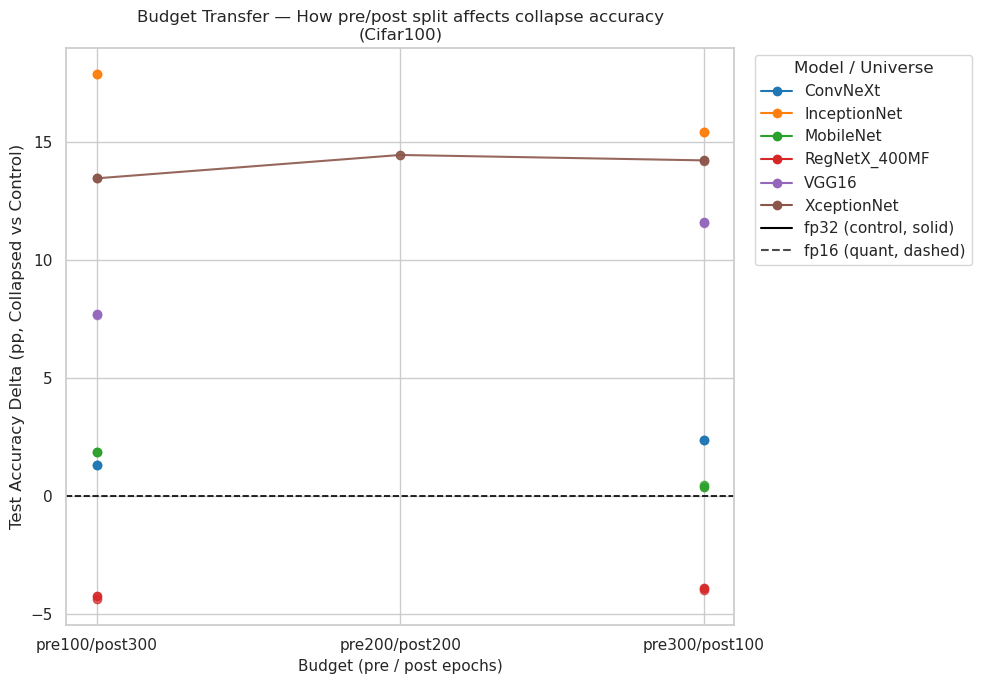 Budget Transfer — How pre/post split affects collapse accuracy
(Cifar100)
Test Accuracy Delta (pp, Collapsed vs Control)
15
10
5
0
−5
pre100/post300
pre200/post200
pre300/post100
Budget (pre / post epochs)
Model / Universe
ConvNeXt
InceptionNet
MobileNet
RegNetX_400MF
VGG16
XceptionNet
fp32 (control, solid)
fp16 (quant, dashed)